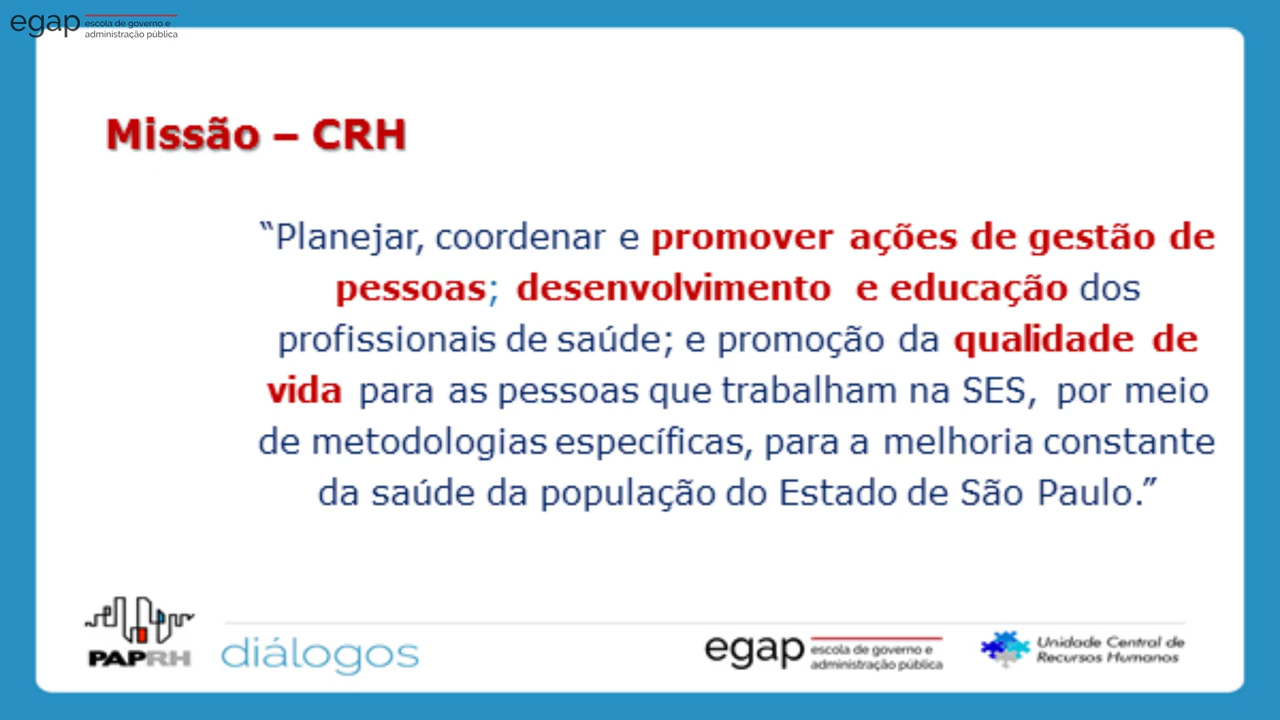 egap escola de governo e
administração pública
Missão – CRH
“Planejar, coordenar e promover ações de gestão de
pessoas; desenvolvimento e educação dos
profissionais de saúde; e promoção da qualidade de
vida para as pessoas que trabalham na SES, por meio
de metodologias específicas, para a melhoria constante
da saúde da população do Estado de São Paulo.”
PAPRH
diálogos
egap escola de governo e
administração pública
Unidade Central de
Recursos Humanos